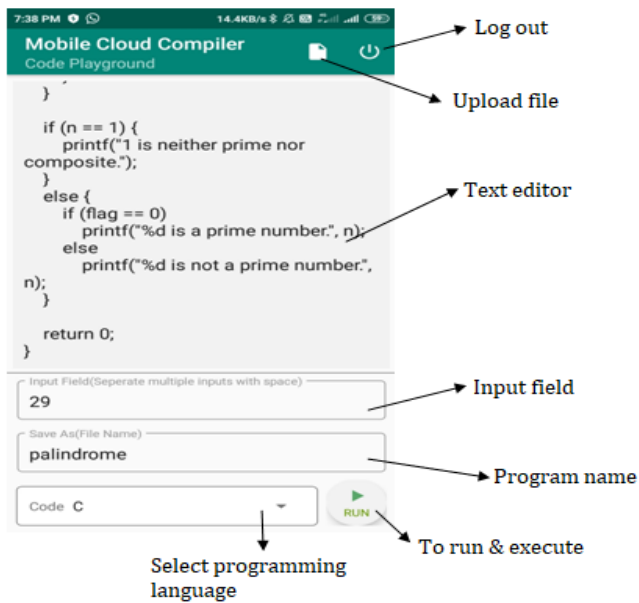 7:38 PM 14.4KB/s 39
Log out
Mobile Cloud Compiler
Code Playground
Upload file
}
if (n == 1) {
printf("1 is neither prime nor
composite.");
}
else {
Text editor
if (flag == 0)
printf("%d is a prime number.", n);
else
printf("%d is not a prime number.",
n);
}
return 0;
}
Input Field(Seperate multiple inputs with space)
29
Input field
Save As(File Name)
palindrome
Program name
Code C
RUN
To run & execute
Select programming
language